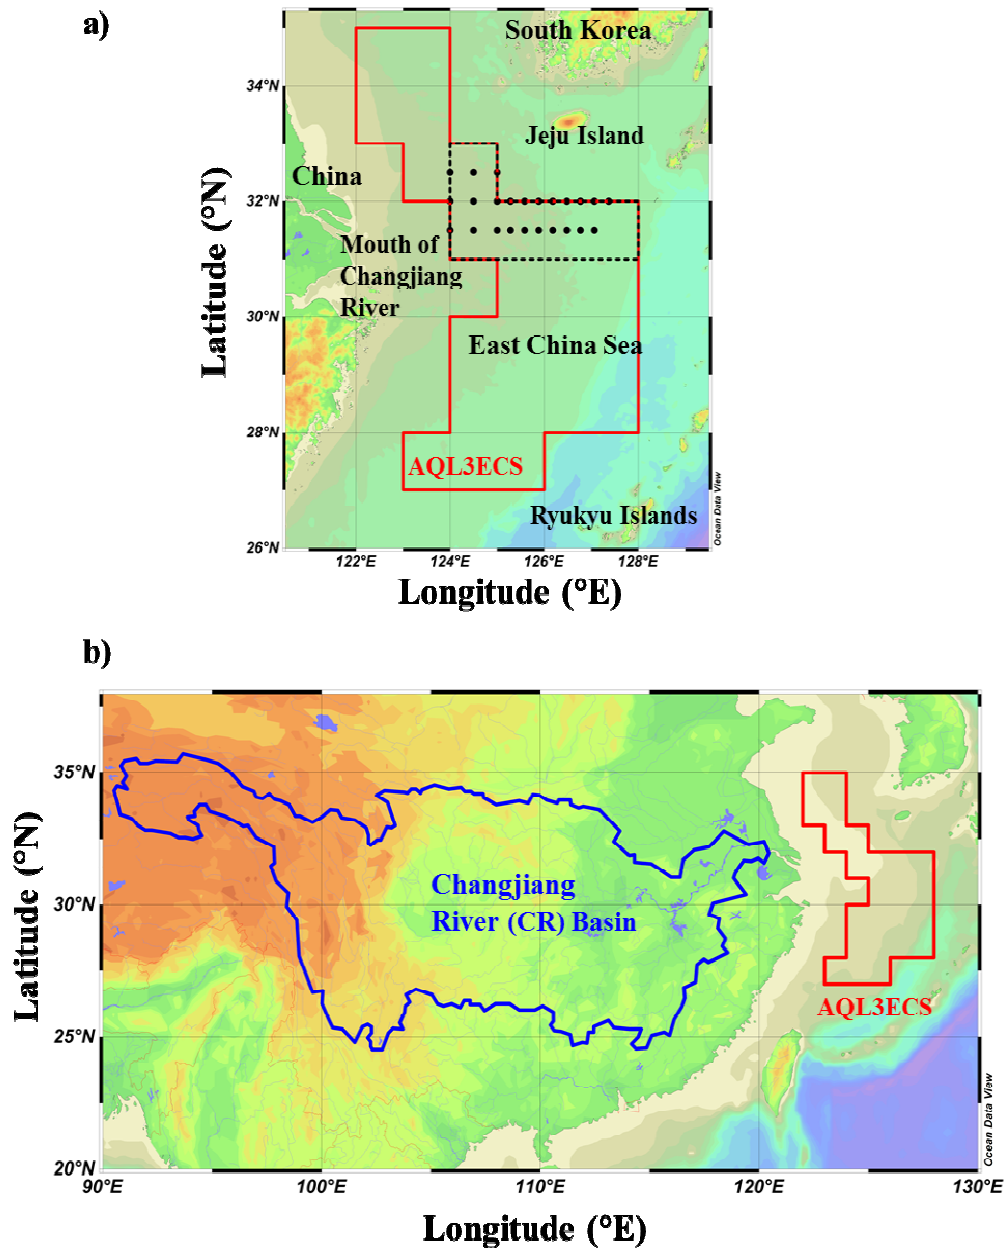 a)
South Korea
34°N
Jeju Island
China
32°N
Mouth of
Changjiang
River
30°N
East China Sea
28°N
AQL3ECS
Ryukyu Islands
26°N
122°E 124°E 126°E 128°E
Latitude (°N)
Longitude (°E)
Ocean Data View
b)
35°N
Changjiang
River (CR) Basin
30°N
AQL3ECS
25°N
20°N
90°E 100°E 110°E 120°E 130°E
Latitude (°N)
Longitude (°E)
Ocean Data View